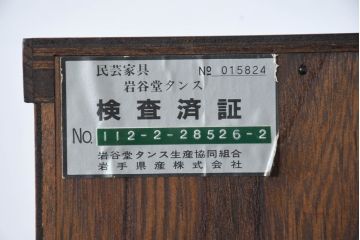 民芸家具 № 015824
岩谷堂タンス
検査済証
No. 112-2-28526-2
岩谷堂タンス生産協同組合
岩手県産株式会社